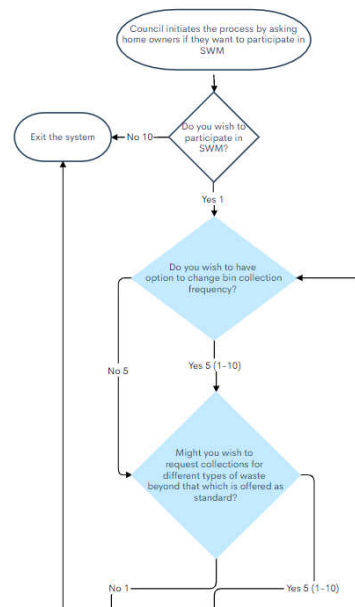 Council initiates the process by asking
home owners if they want to participate in
SWM
Exit the system
No 10
Do you wish to
participate in
SWM?
Yes 1
Do you wish to have
option to change bin collection
frequency?
No 5
Yes 5 (1-10)
Might you wish to
request collections for
different types of waste
beyond that which is offered as
standard?
No 1
Yes 5 (1-10)